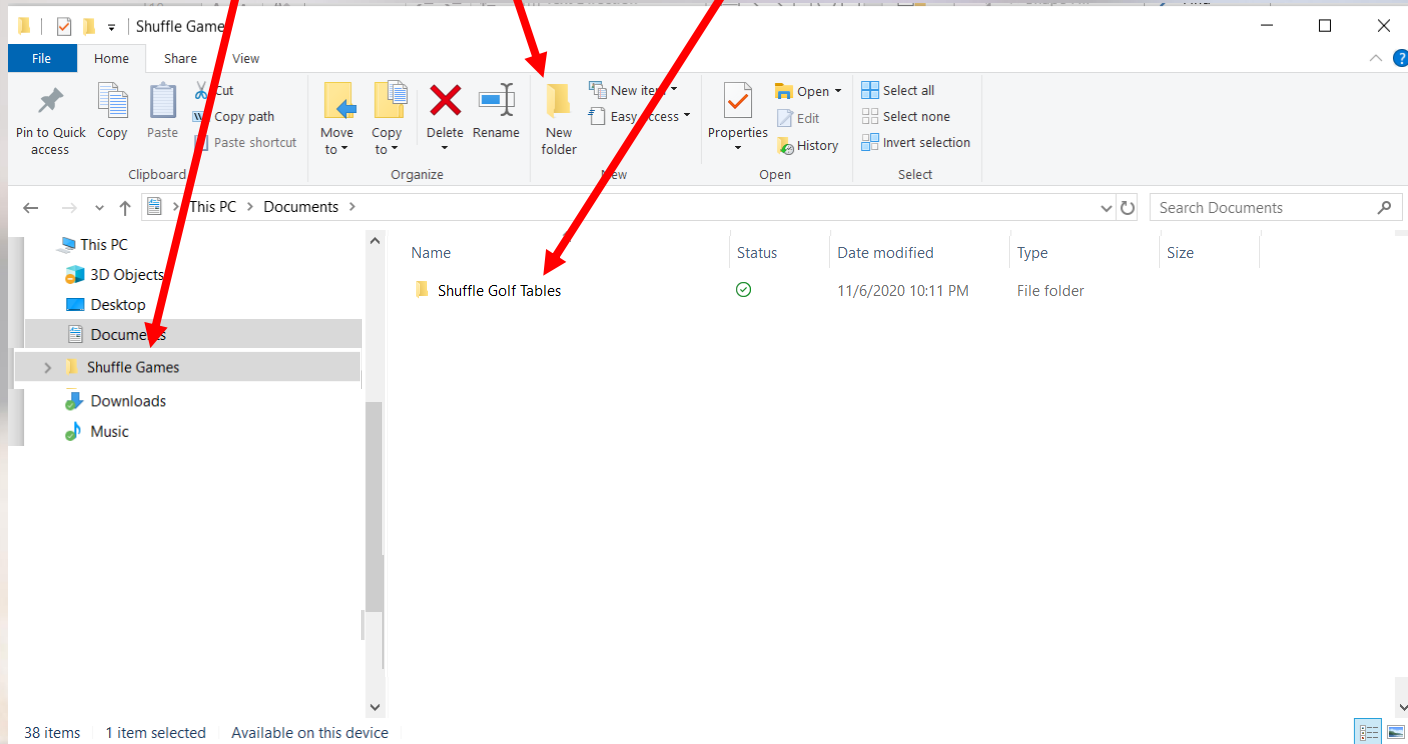 Shuffle Game
File Home Share View
Pin to Quick access
Copy
Paste
Cut
Copy path
Paste shortcut
Clipboard
Move to
Copy to
Delete
Rename
Organize
New folder
New item
Easy access
New
Properties
Open
Edit
History
Open
Select all
Select none
Invert selection
Select
This PC > Documents >
Search Documents
This PC
3D Objects
Desktop
Documents
Shuffle Games
Downloads
Music
Name Status Date modified Type Size
Shuffle Golf Tables 11/6/2020 10:11 PM File folder
38 items 1 item selected Available on this device